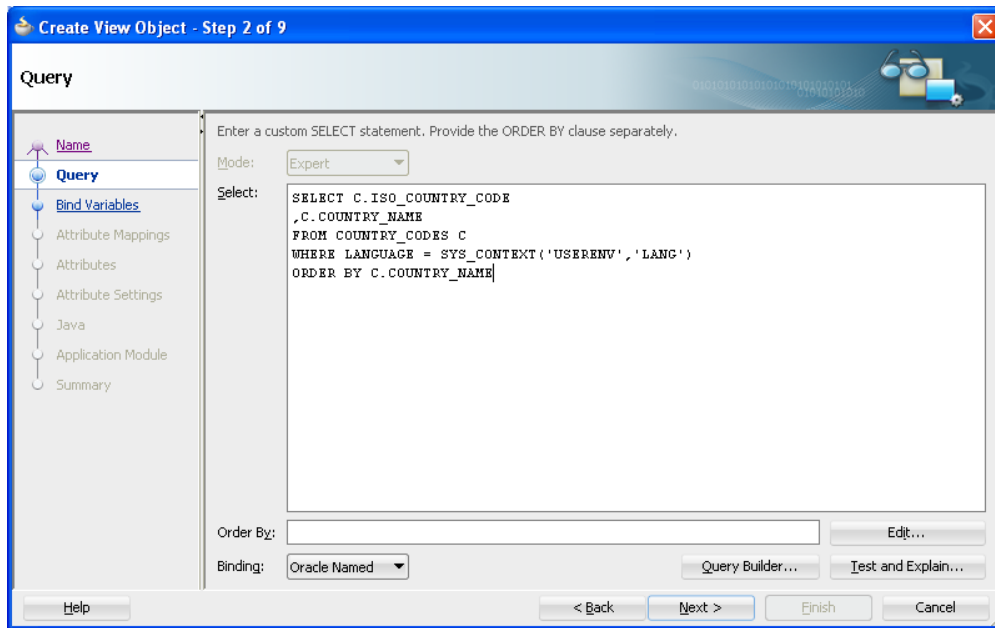 Create View Object - Step 2 of 9
Query
Name
Query
Bind Variables
Attribute Mappings
Attributes
Attribute Settings
Java
Application Module
Summary
Enter a custom SELECT statement. Provide the ORDER BY clause separately.
Mode: Expert
Select:
SELECT C.ISO_COUNTRY_CODE
,C.COUNTRY_NAME
FROM COUNTRY_CODES C
WHERE LANGUAGE = SYS_CONTEXT('USERENV','LANG')
ORDER BY C.COUNTRY_NAME
Order By: Edit...
Binding: Oracle Named Query Builder... Test and Explain...
Help < Back Next > Finish Cancel